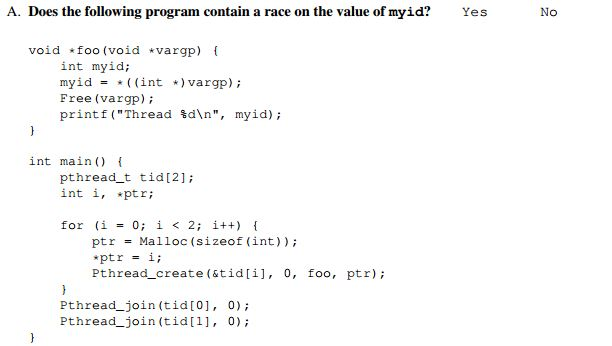 A. Does the following program contain a race on the value of myid? Yes No
void *foo(void *vargp) {
int myid;
myid = *((int *)vargp);
Free(vargp);
printf("Thread %d\n", myid);
}
int main() {
pthread_t tid[2];
int i, *ptr;
for (i = 0; i < 2; i++) {
ptr = Malloc(sizeof(int));
*ptr = i;
Pthread_create(&tid[i], 0, foo, ptr);
}
Pthread_join(tid[0], 0);
Pthread_join(tid[1], 0);
}